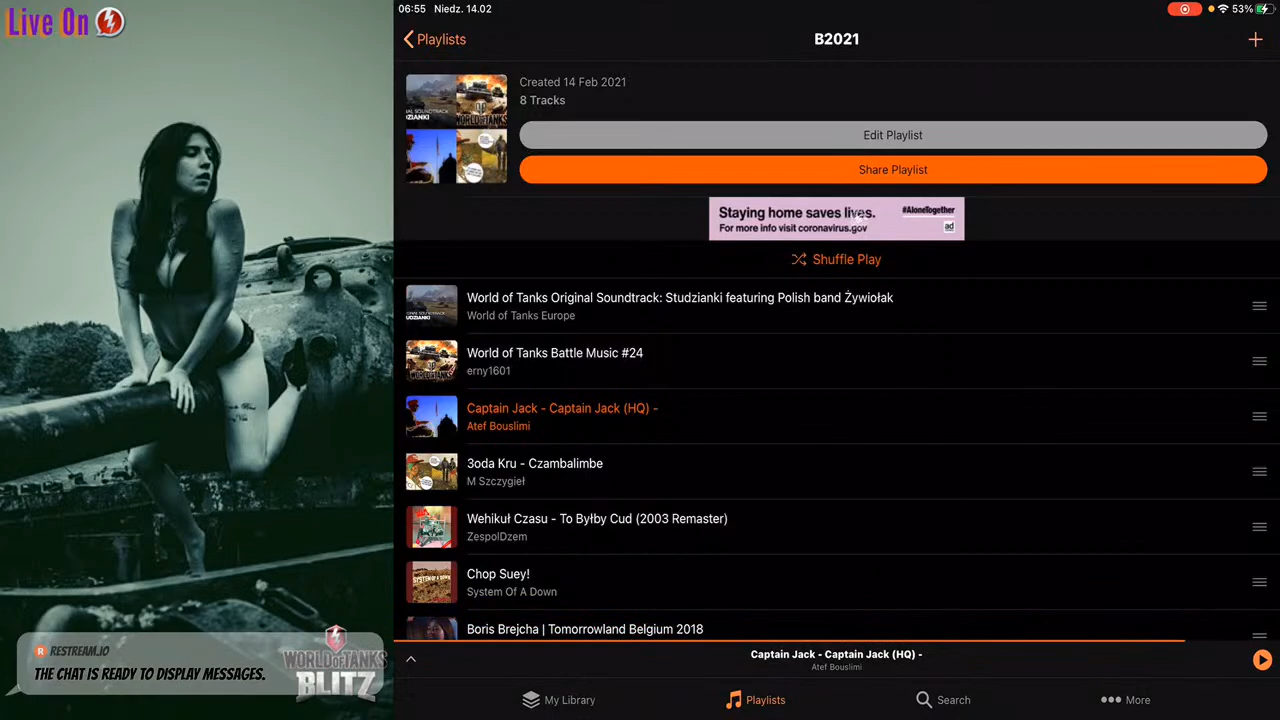 Live On
06:55 Niedz. 14.02
53%
Playlists
B2021
Created 14 Feb 2021
8 Tracks
Edit Playlist
Share Playlist
Staying home saves lives.
For more info visit coronavirus.gov
#AloneTogether
ad
Shuffle Play
World of Tanks Original Soundtrack: Studzianki featuring Polish band Żywiołak
World of Tanks Europe
World of Tanks Battle Music #24
erny1601
Captain Jack - Captain Jack (HQ) -
Atef Bouslimi
3oda Kru - Czambalimbe
M Szczygieł
Wehikuł Czasu - To Byłby Cud (2003 Remaster)
ZespolDzem
Chop Suey!
System Of A Down
Boris Brejcha | Tomorrowland Belgium 2018
Captain Jack - Captain Jack (HQ) -
Atef Bouslimi
My Library
Playlists
Search
More
R RESTREAM.IO
THE CHAT IS READY TO DISPLAY MESSAGES.
WORLD OF TANKS
BLITZ